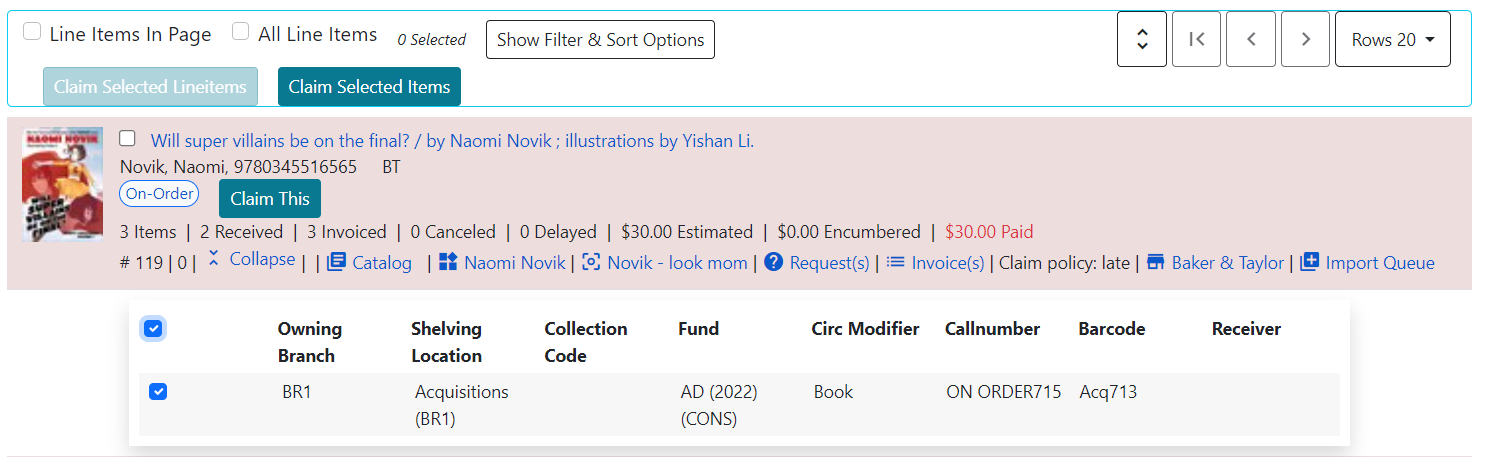 Line Items In Page All Line Items 0 Selected Show Filter & Sort Options Rows 20
Claim Selected Lineitems Claim Selected Items
NAOMI NOVIK
Will super villains be on the final? / by Naomi Novik ; illustrations by Yishan Li.
Novik, Naomi, 9780345516565 BT
On-Order Claim This
WILL SUPER VILLAINS
3 Items | 2 Received | 3 Invoiced | 0 Canceled | 0 Delayed | $30.00 Estimated | $0.00 Encumbered | $30.00 Paid
# 119 | 0 | Collapse | | Catalog | Naomi Novik | Novik - look mom | Request(s) | Invoice(s) | Claim policy: late | Baker & Taylor | Import Queue
Owning Branch Shelving Location Collection Code Fund Circ Modifier Callnumber Barcode Receiver
BR1 Acquisitions (BR1) AD (2022) (CONS) Book ON ORDER715 Acq713